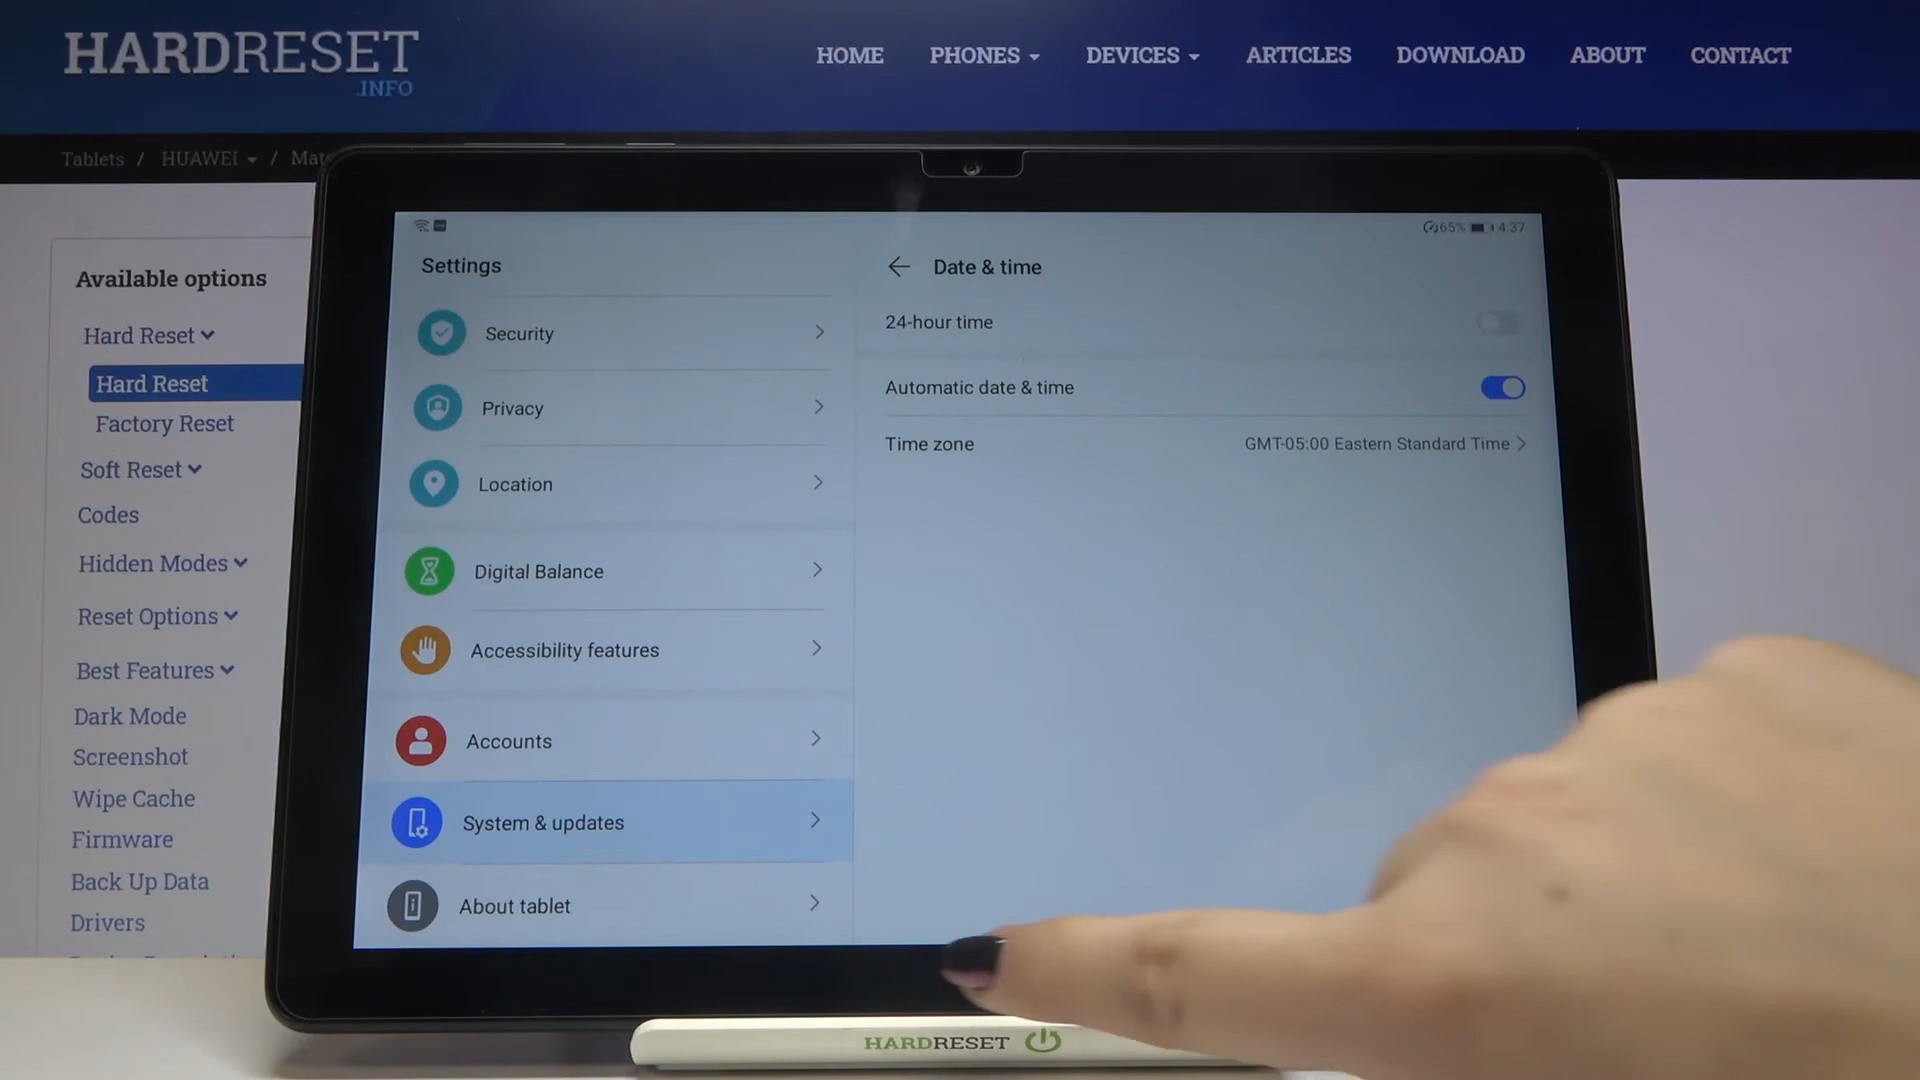 HARDRESET
.INFO
HOME PHONES DEVICES ARTICLES DOWNLOAD ABOUT CONTACT
Tablets / HUAWEI /
Available options
Hard Reset
Hard Reset
Factory Reset
Soft Reset
Codes
Hidden Modes
Reset Options
Best Features
Dark Mode
Screenshot
Wipe Cache
Firmware
Back Up Data
Drivers
65% 4:37
Settings
Security
Privacy
Location
Digital Balance
Accessibility features
Accounts
System & updates
About tablet
Date & time
24-hour time
Automatic date & time
Time zone GMT-05:00 Eastern Standard Time
HARDRESET